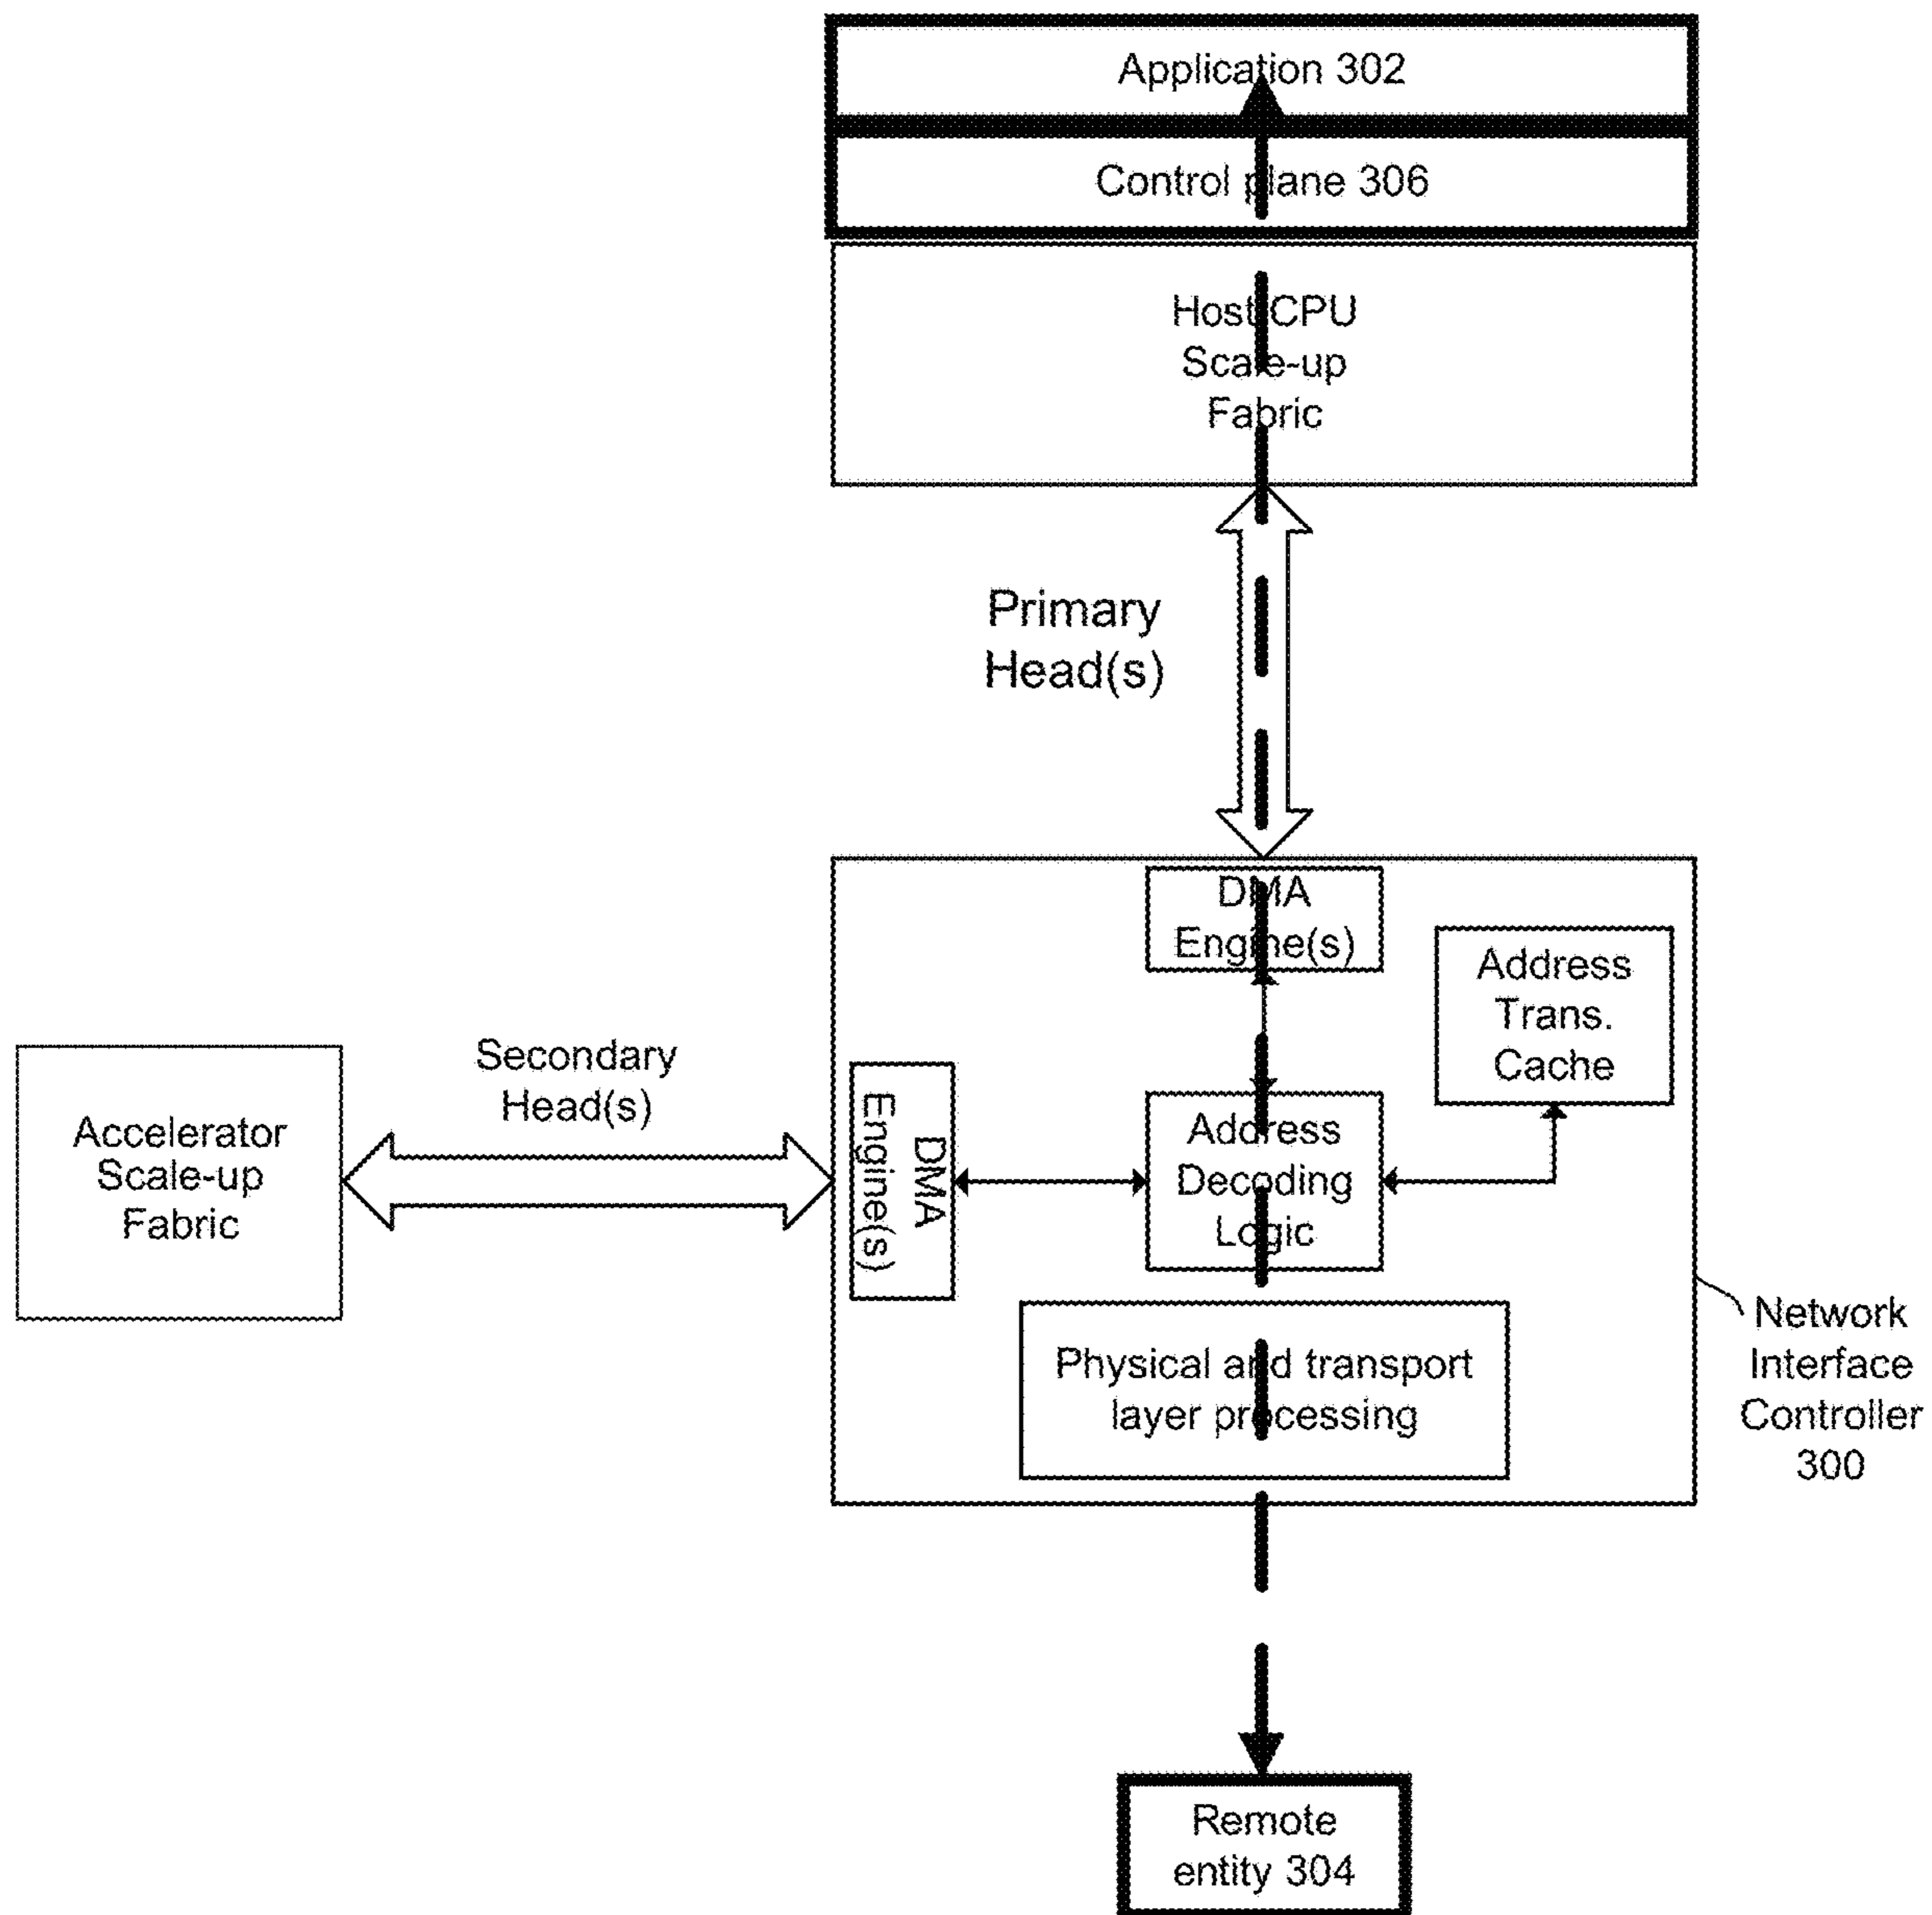 Application 302
Control plane 306
Host CPU
Scale-up
Fabric
Primary
Head(s)
DMA
Engine(s)
Address
Trans.
Cache
Secondary
Head(s)
Accelerator
Scale-up
Fabric
DMA
Engine(s)
Address
Decoding
Logic
Physical and transport
layer processing
Network
Interface
Controller
300
Remote
entity 304